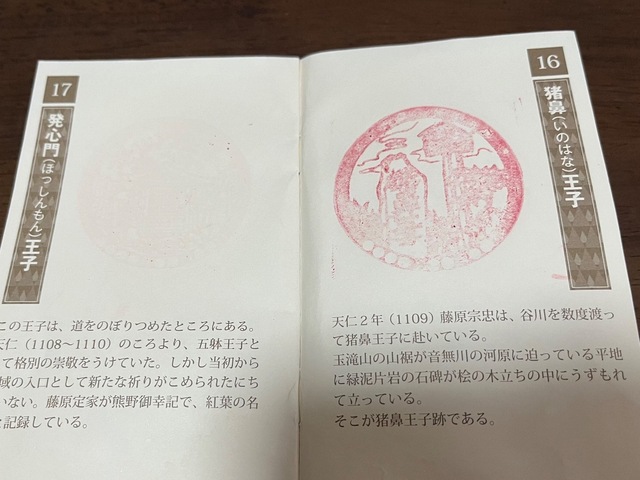 16
猪鼻(いのはな)王子
天仁2年(1109)藤原宗忠は、谷川を数度渡っ
て猪鼻王子に赴いている。
玉滝山の山裾が音無川の河原に迫っている平地
に緑泥片岩の石碑が桧の木立ちの中にうずもれ
て立っている。
そこが猪鼻王子跡である。
17
発心門(ほっしんもん)王子
この王子は、道をのぼりつめたところにある。
天仁(1108〜1110)のころより、五躰王子と
て格別の崇敬をうけていた。しかし当初から
域の入口として新たな祈りがこめられたにち
いない。藤原定家が熊野御幸記で、紅葉の名
記録している。